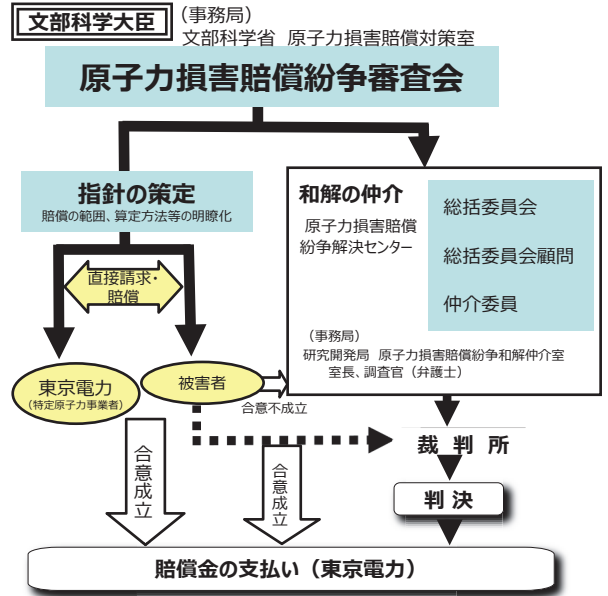 文部科学大臣
（事務局）
文部科学省　原子力損害賠償対策室
原子力損害賠償紛争審査会
指針の策定
賠償の範囲、算定方法等の明瞭化
和解の仲介
原子力損害賠償
紛争解決センター
総括委員会
総括委員会顧問
仲介委員
（事務局）
研究開発局　原子力損害賠償紛争和解仲介室
室長、調査官（弁護士）
直接請求・
賠償
東京電力
（特定原子力事業者）
被害者
合意不成立
裁 判 所
合意成立
合意成立
判 決
賠償金の支払い（東京電力）